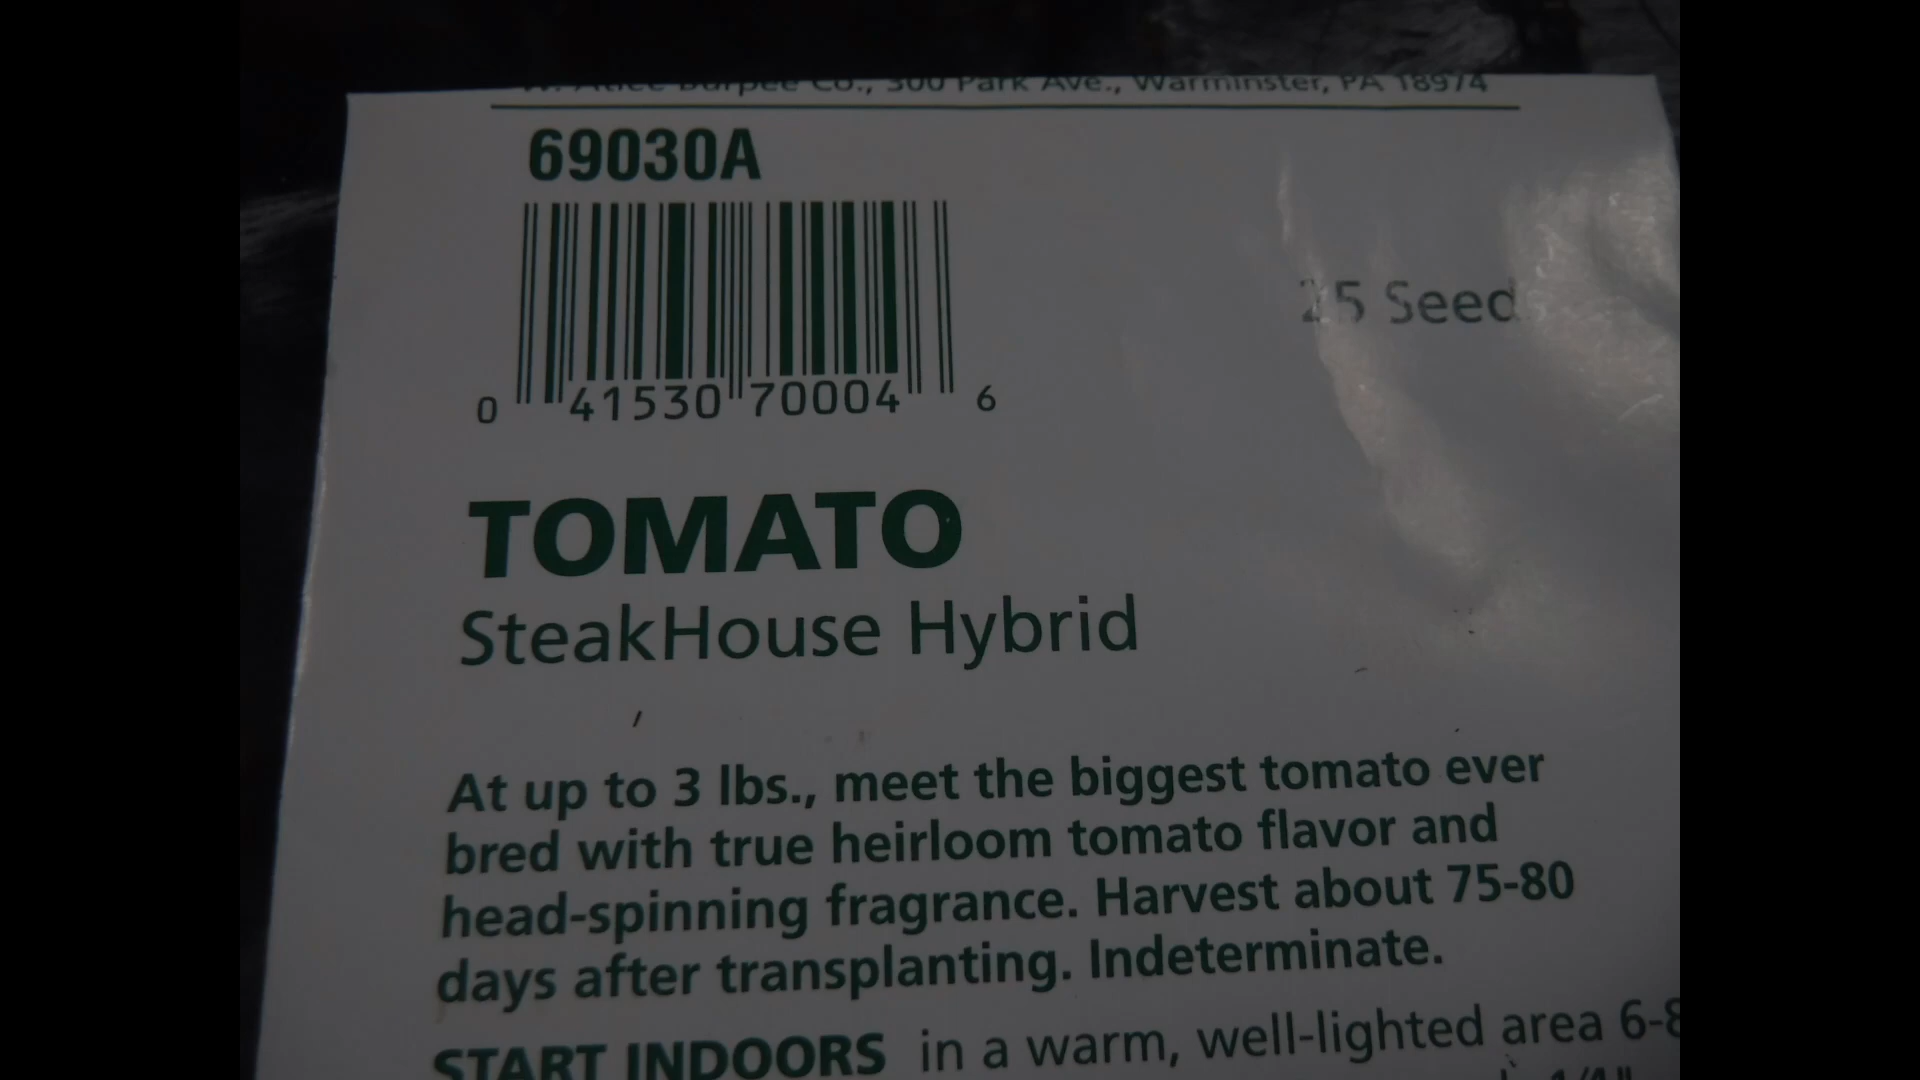 W. Atlee Burpee Co., 300 Park Ave., Warminster, PA 18974
69030A
25 Seed
0 41530 70004 6
TOMATO
SteakHouse Hybrid
At up to 3 lbs., meet the biggest tomato ever
bred with true heirloom tomato flavor and
head-spinning fragrance. Harvest about 75-80
days after transplanting. Indeterminate.
START INDOORS in a warm, well-lighted area 6-8
1/4"